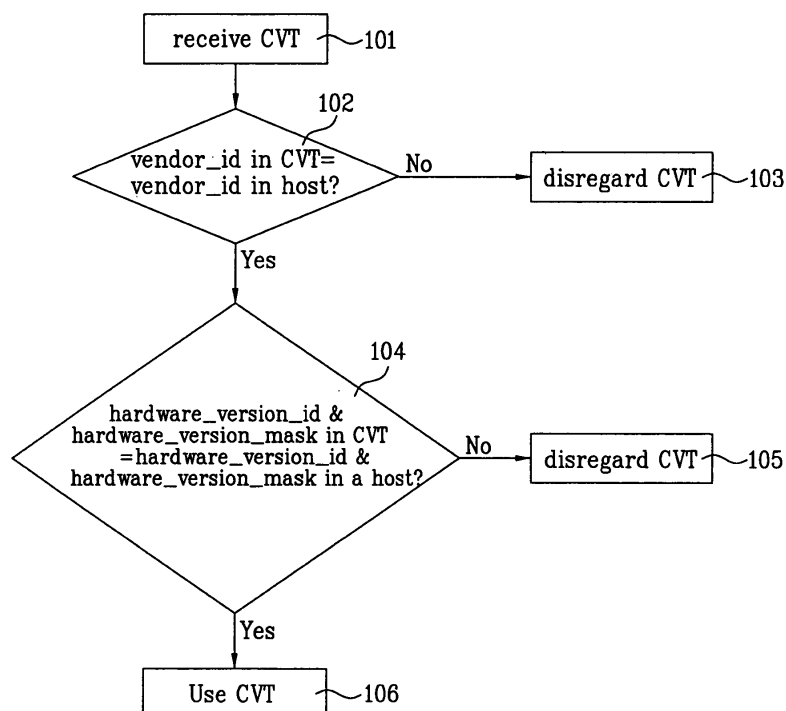 receive CVT
101
102
vendor_id in CVT=
vendor_id in host?
No
disregard CVT
103
Yes
104
hardware_version_id &
hardware_version_mask in CVT
=hardware_version_id &
hardware_version_mask in a host?
No
disregard CVT
105
Yes
Use CVT
106